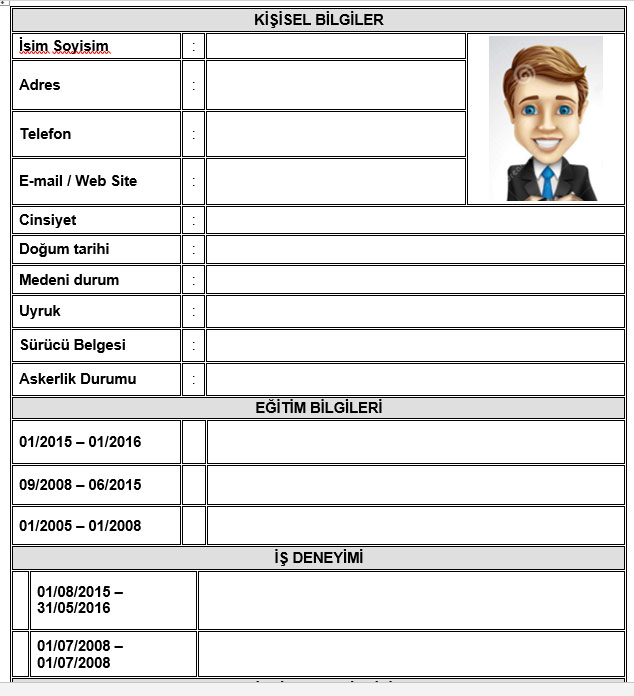 KİŞİSEL BİLGİLER
İsim Soyisim :
Adres :
Telefon :
E-mail / Web Site :
Cinsiyet :
Doğum tarihi :
Medeni durum :
Uyruk :
Sürücü Belgesi :
Askerlik Durumu :
EĞİTİM BİLGİLERİ
01/2015 – 01/2016
09/2008 – 06/2015
01/2005 – 01/2008
İŞ DENEYİMİ
01/08/2015 –
31/05/2016
01/07/2008 –
01/07/2008